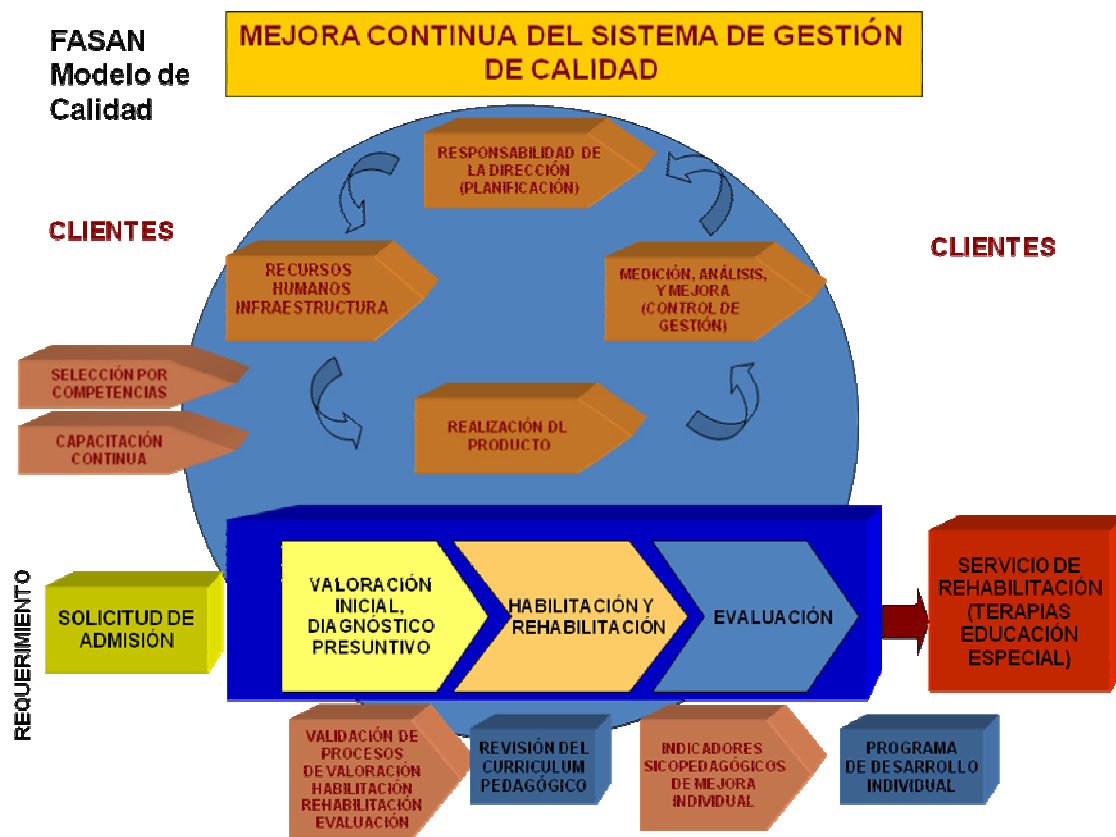 FASAN
Modelo de
Calidad
MEJORA CONTINUA DEL SISTEMA DE GESTIÓN
DE CALIDAD
RESPONSABILIDAD DE
LA DIRECCIÓN
(PLANIFICACIÓN)
CLIENTES
CLIENTES
RECURSOS
HUMANOS
INFRAESTRUCTURA
MEDICIÓN, ANÁLISIS,
Y MEJORA
(CONTROL DE
GESTIÓN)
SELECCIÓN POR
COMPETENCIAS
CAPACITACIÓN
CONTINUA
REALIZACIÓN DL
PRODUCTO
REQUERIMIENTO
SOLICITUD DE
ADMISIÓN
VALORACIÓN
INICIAL,
DIAGNÓSTICO
PRESUNTIVO
HABILITACIÓN Y
REHABILITACIÓN
EVALUACIÓN
SERVICIO DE
REHABILITACIÓN
(TERAPIAS
EDUCACIÓN
ESPECIAL)
VALIDACIÓN DE
PROCESOS
DE VALORACIÓN
HABILITACIÓN
REHABILITACIÓN
EVALUACIÓN
REVISIÓN DEL
CURRICULUM
PEDAGÓGICO
INDICADORES
SICOPEDAGÓGICOS
DE MEJORA
INDIVIDUAL
PROGRAMA
DE DESARROLLO
INDIVIDUAL